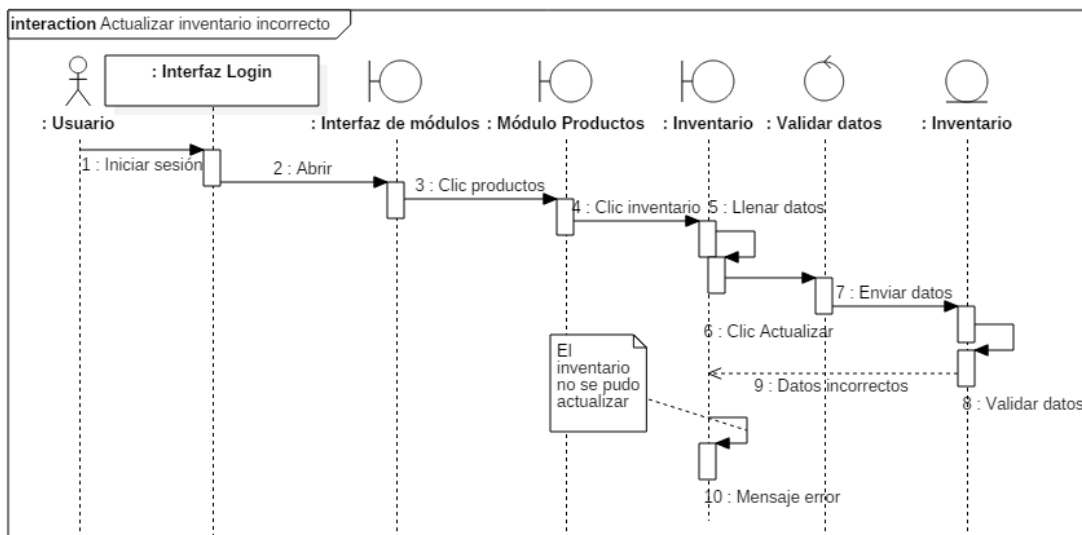 interaction Actualizar inventario incorrecto
: Interfaz Login
: Usuario
: Interfaz de módulos
: Módulo Productos
: Inventario
: Validar datos
: Inventario
1 : Iniciar sesión
2 : Abrir
3 : Clic productos
4 : Clic inventario
5 : Llenar datos
7 : Enviar datos
6 : Clic Actualizar
El
inventario
no se pudo
actualizar
9 : Datos incorrectos
8 : Validar datos
10 : Mensaje error